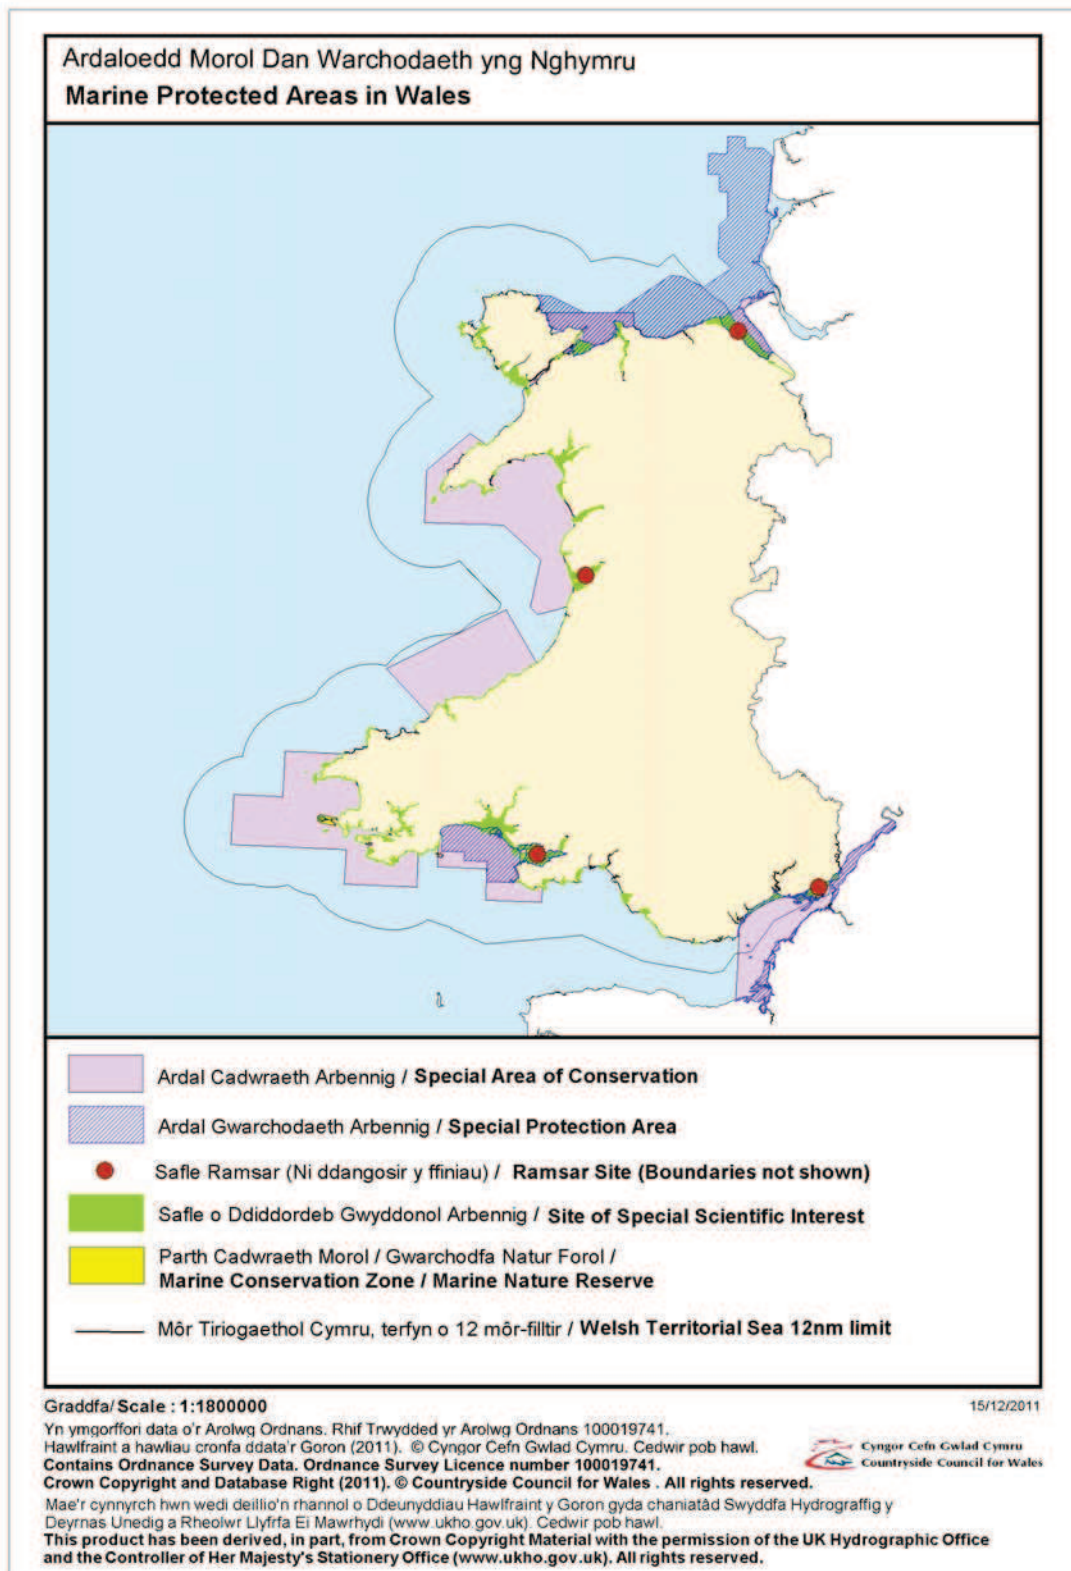 Ardaloedd Morol Dan Warchodaeth yng Nghymru
Marine Protected Areas in Wales
Ardal Cadwraeth Arbennig / Special Area of Conservation
Ardal Gwarchodaeth Arbennig / Special Protection Area
Safle Ramsar (Ni ddangosir y ffiniau) / Ramsar Site (Boundaries not shown)
Safle o Ddiddordeb Gwyddonol Arbennig / Site of Special Scientific Interest
Parth Cadwraeth Morol / Gwarchodfa Natur Forol /
Marine Conservation Zone / Marine Nature Reserve
Môr Tiriogaethol Cymru, terfyn o 12 môr-filltir / Welsh Territorial Sea 12nm limit
Graddfa/ Scale : 1:1800000
15/12/2011
Yn ymgorffori data o'r Arolwg Ordnans. Rhif Trwydded yr Arolwg Ordnans 100019741.
Hawlfraint a hawliau cronfa ddata'r Goron (2011). © Cyngor Cefn Gwlad Cymru. Cedwir pob hawl.
Contains Ordnance Survey Data. Ordnance Survey Licence number 100019741.
Crown Copyright and Database Right (2011). © Countryside Council for Wales . All rights reserved.
Cyngor Cefn Gwlad Cymru
Countryside Council for Wales
Mae'r cynnyrch hwn wedi deillio'n rhannol o Ddeunyddiau Hawlfraint y Goron gyda chaniatâd Swyddfa Hydrograffig y
Deyrnas Unedig a Rheolwr Llyfrfa Ei Mawrhydi (www.ukho.gov.uk). Cedwir pob hawl.
This product has been derived, in part, from Crown Copyright Material with the permission of the UK Hydrographic Office
and the Controller of Her Majesty's Stationery Office (www.ukho.gov.uk). All rights reserved.